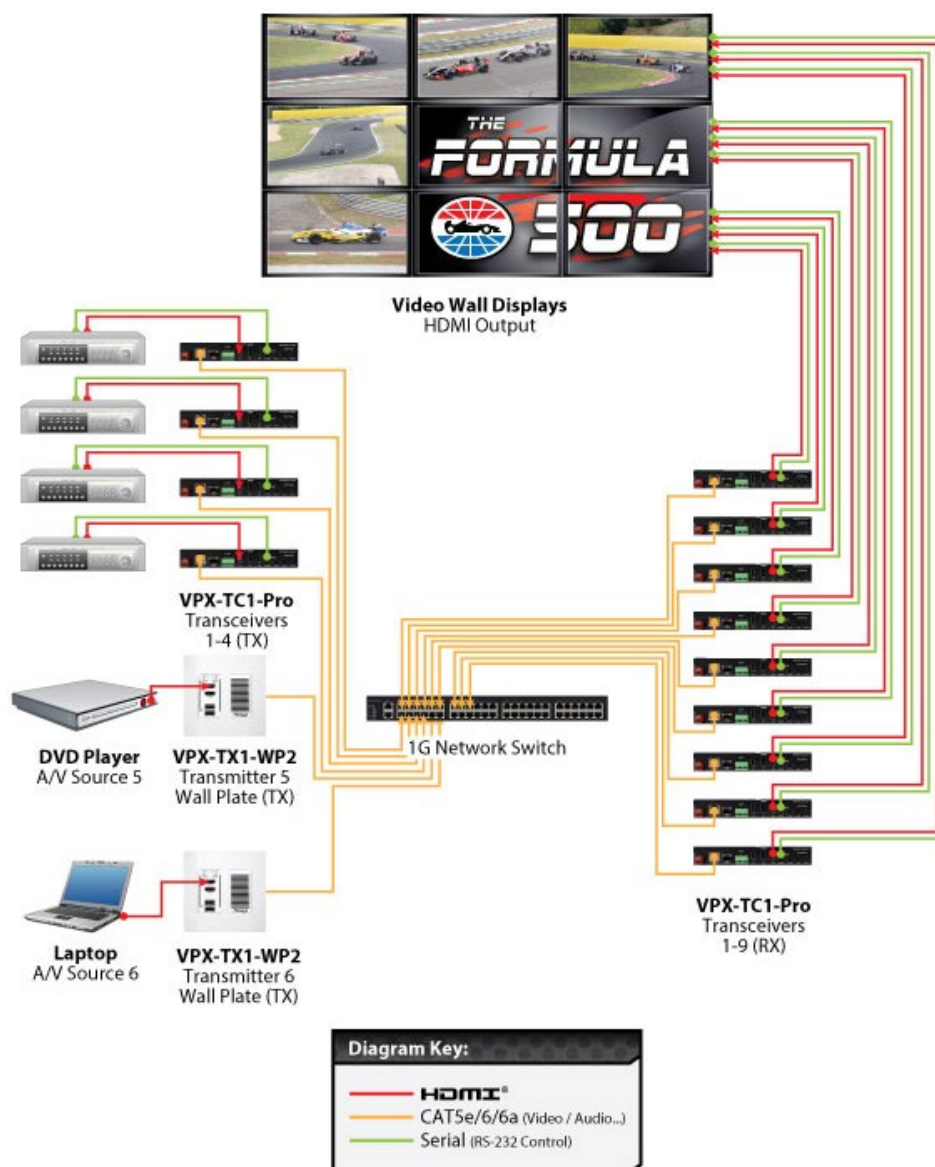 THE
FORMULA
500
Video Wall Displays
HDMI Output
VPX-TC1-Pro
Transceivers
1-4 (TX)
DVD Player
A/V Source 5
VPX-TX1-WP2
Transmitter 5
Wall Plate (TX)
1G Network Switch
Laptop
A/V Source 6
VPX-TX1-WP2
Transmitter 6
Wall Plate (TX)
VPX-TC1-Pro
Transceivers
1-9 (RX)
Diagram Key:
HDMI®
CAT5e/6/6a (Video / Audio...)
Serial (RS-232 Control)